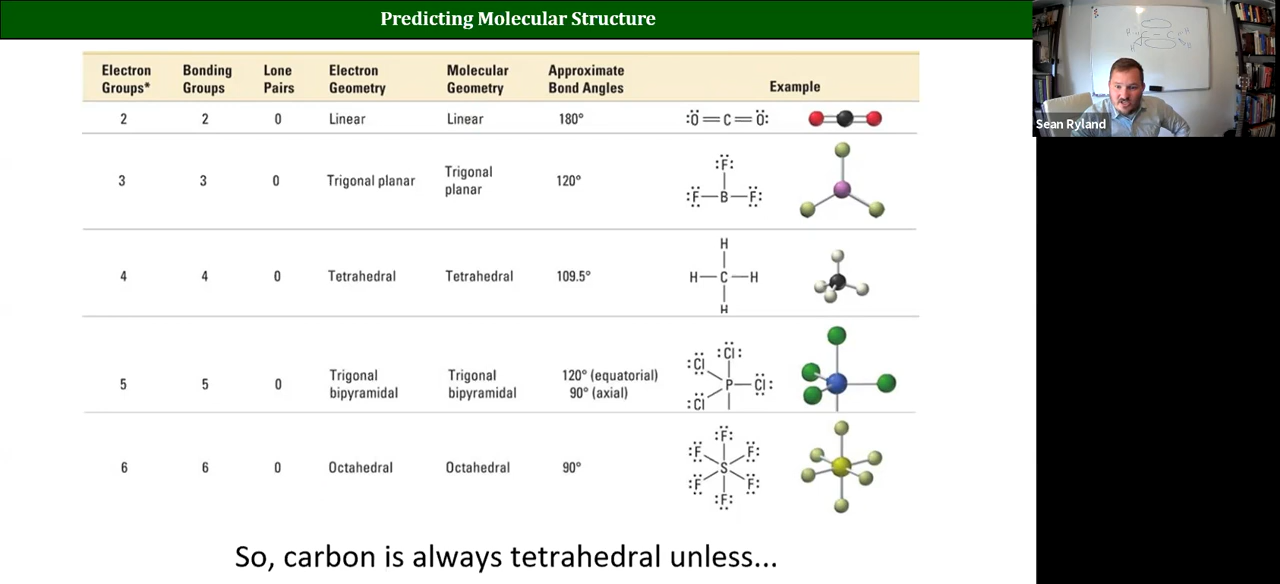 Predicting Molecular Structure
Sean Ryland
Electron Groups* Bonding Groups Lone Pairs Electron Geometry Molecular Geometry Approximate Bond Angles Example
2 2 0 Linear Linear 180° :Ö=C=Ö:
3 3 0 Trigonal planar Trigonal planar 120° :F: :F—B—F:
4 4 0 Tetrahedral Tetrahedral 109.5° H H—C—H H
5 5 0 Trigonal bipyramidal Trigonal bipyramidal 120° (equatorial) 90° (axial) :Cl: :Cl P—Cl: :Cl
6 6 0 Octahedral Octahedral 90° :F: :F F: S :F F: :F:
So, carbon is always tetrahedral unless...